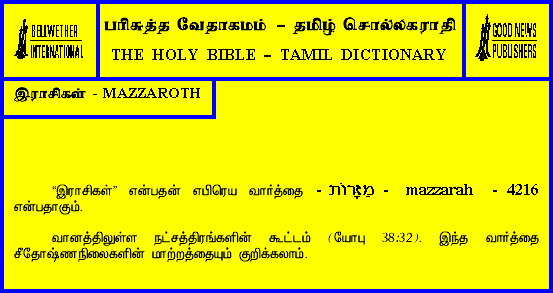 BELLWETHER
INTERNATIONAL
பரிசுத்த வேதாகமம் – தமிழ் சொல்லகராதி
THE HOLY BIBLE – TAMIL DICTIONARY
GOOD NEWS
PUBLISHERS
இராசிகள் - MAZZAROTH
“இராசிகள்” என்பதன் எபிரெய வார்த்தை - מַזָּרוֹת - mazzarah - 4216
என்பதாகும்.
வானத்திலுள்ள நட்சத்திரங்களின் கூட்டம் (யோபு 38:32). இந்த வார்த்தை
சீதோஷ்ணநிலைகளின் மாற்றத்தையும் குறிக்கலாம்.